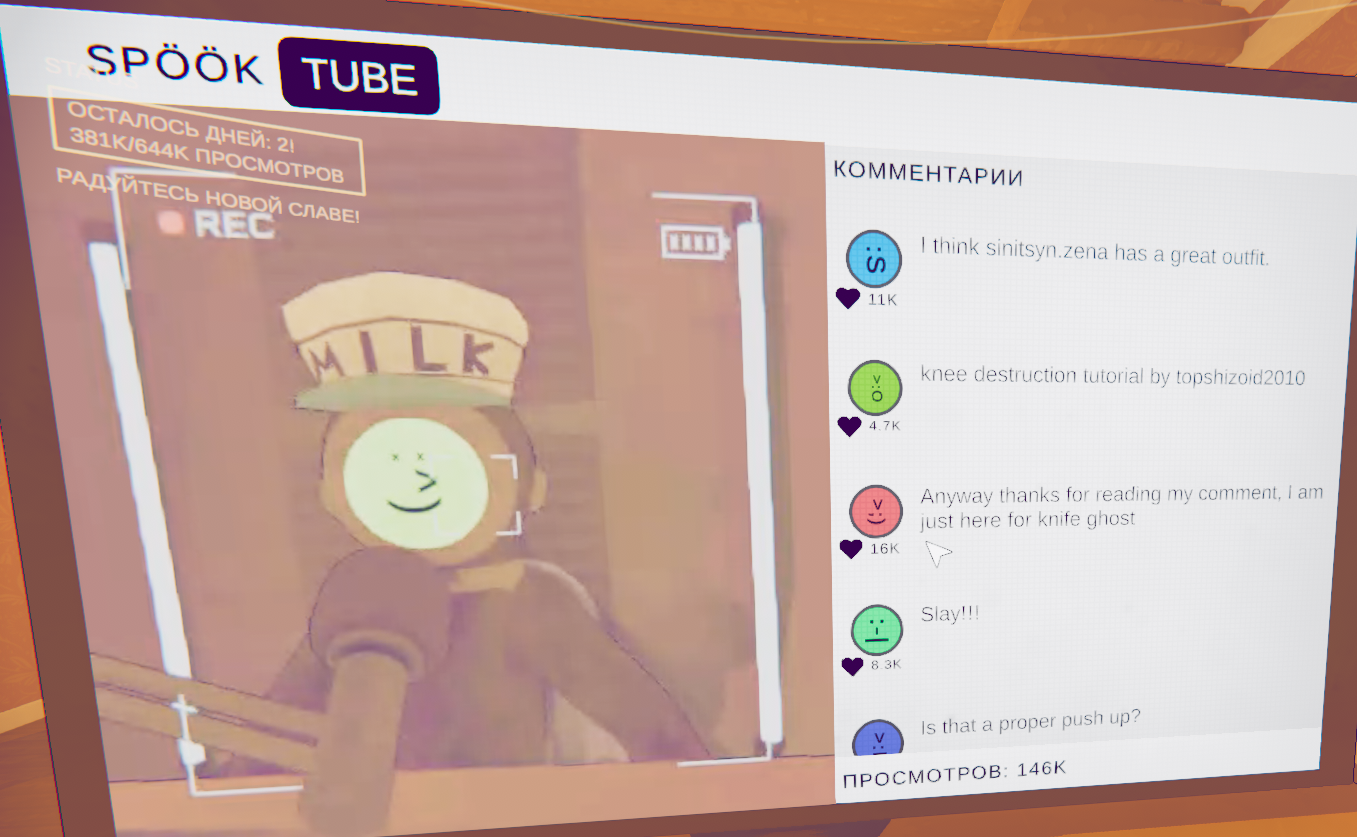 SPÖÖK TUBE
ОСТАЛОСЬ ДНЕЙ: 2!
381K/644K ПРОСМОТРОВ
РАДУЙТЕСЬ НОВОЙ СЛАВЕ!
REC
MILK
КОММЕНТАРИИ
I think sinitsyn.zena has a great outfit.
11K
knee destruction tutorial by topshizoid2010
4.7K
Anyway thanks for reading my comment, I am
just here for knife ghost
16K
Slay!!!
8.3K
Is that a proper push up?
ПРОСМОТРОВ: 146K